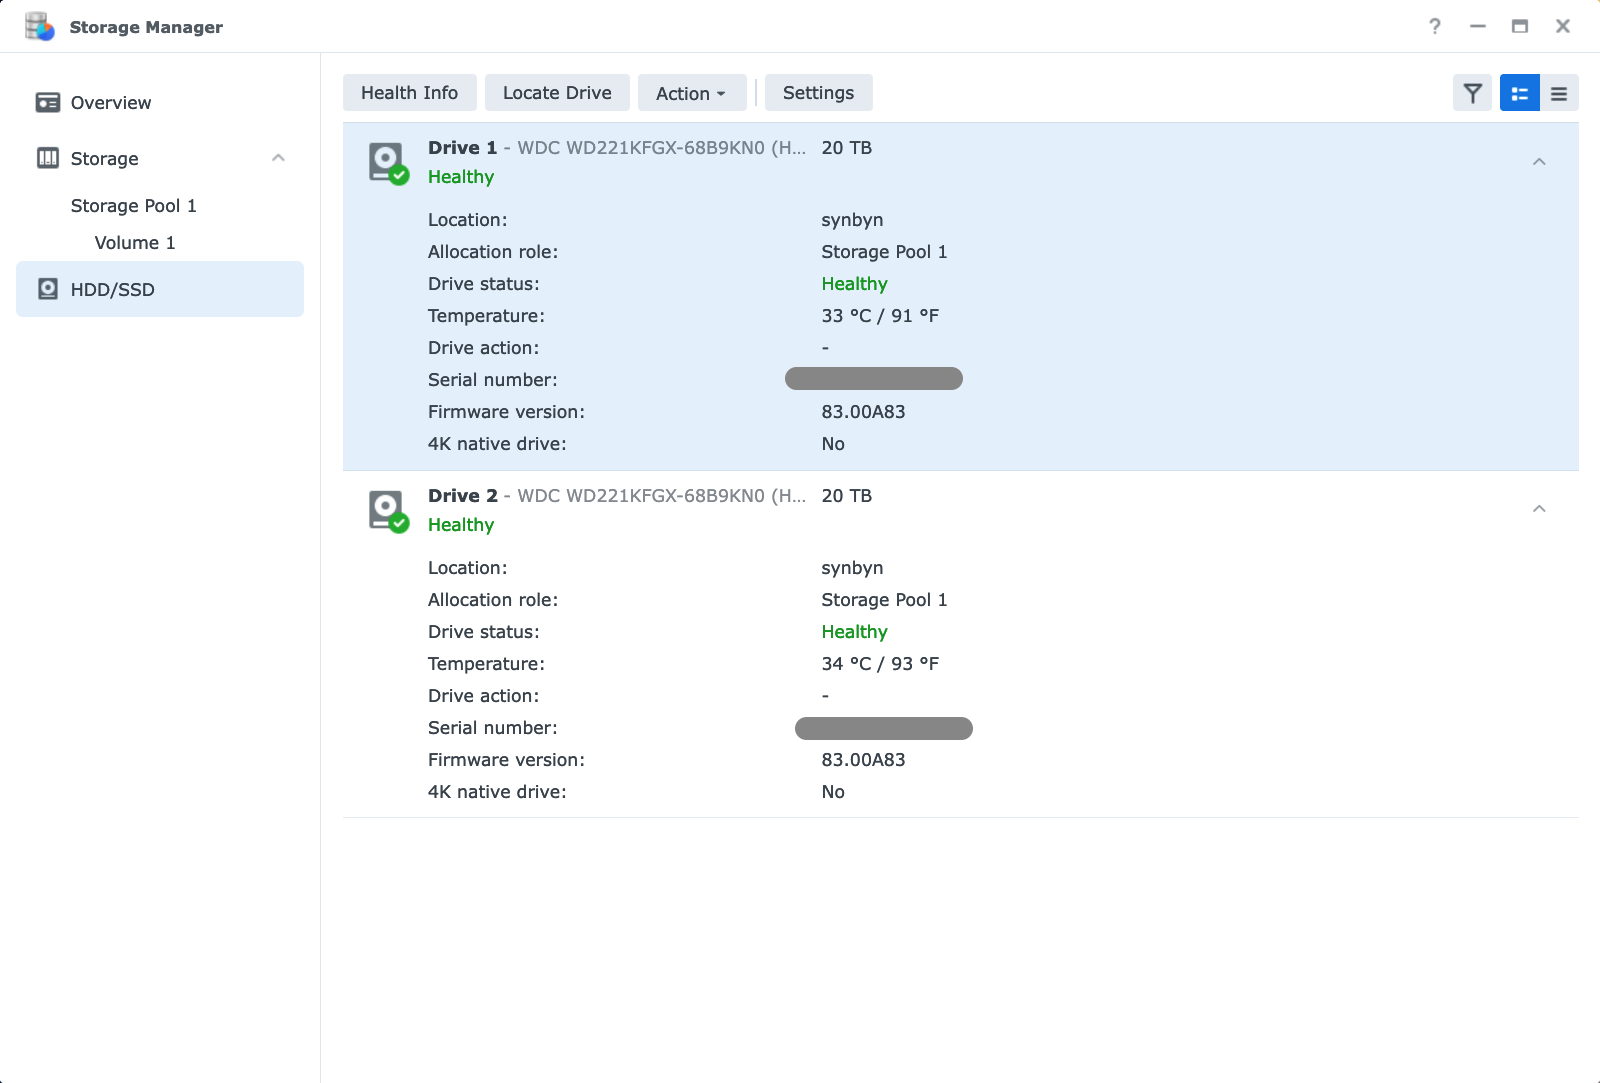 Storage Manager
?
Overview
Storage
Storage Pool 1
Volume 1
HDD/SSD
Health Info
Locate Drive
Action
Settings
Drive 1 - WDC WD221KFGX-68B9KN0 (H... 20 TB
Healthy
Location: synbyn
Allocation role: Storage Pool 1
Drive status: Healthy
Temperature: 33 °C / 91 °F
Drive action: -
Serial number:
Firmware version: 83.00A83
4K native drive: No
Drive 2 - WDC WD221KFGX-68B9KN0 (H... 20 TB
Healthy
Location: synbyn
Allocation role: Storage Pool 1
Drive status: Healthy
Temperature: 34 °C / 93 °F
Drive action: -
Serial number:
Firmware version: 83.00A83
4K native drive: No